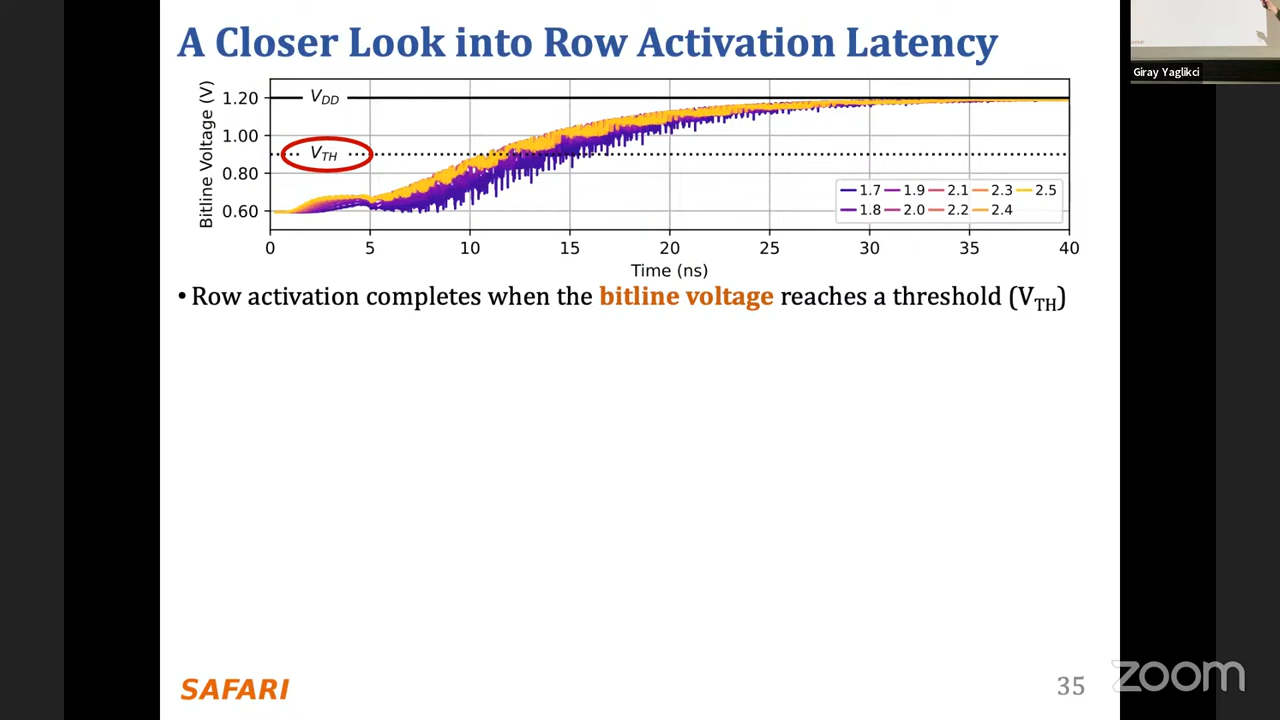 A Closer Look into Row Activation Latency
Giray Yaglikci
Bitline Voltage (V)
1.20
1.00
0.80
0.60
V_DD
V_TH
1.7 1.9 2.1 2.3 2.5
1.8 2.0 2.2 2.4
0 5 10 15 20 25 30 35 40
Time (ns)
• Row activation completes when the bitline voltage reaches a threshold (V_TH)
SAFARI
35
zoom